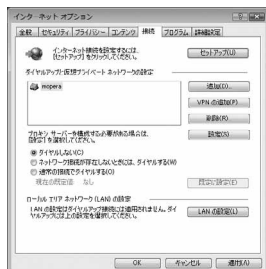 インターネット オプション
全般 セキュリティ プライバシー コンテンツ 接続 プログラム 詳細設定
インターネット接続を設定するには、
[セットアップ] をクリックしてください。
セットアップ(U)
ダイヤルアップと仮想プライベート ネットワークの設定
mopera
追加(D)...
VPN の追加(P)
削除(R)
設定(S)
プロキシ サーバーを構成する必要がある場合は、
[設定] を選択してください。
ダイヤルしない(C)
ネットワーク接続が存在しないときには、ダイヤルする(W)
通常の接続でダイヤルする(O)
現在の既定値: なし
既定に設定(E)
ローカル エリア ネットワーク (LAN) の設定
LAN の設定はダイヤルアップ接続には適用されません。ダイ
ヤルアップには上の設定を選択してください。
LAN の設定(L)
OK キャンセル 適用(A)